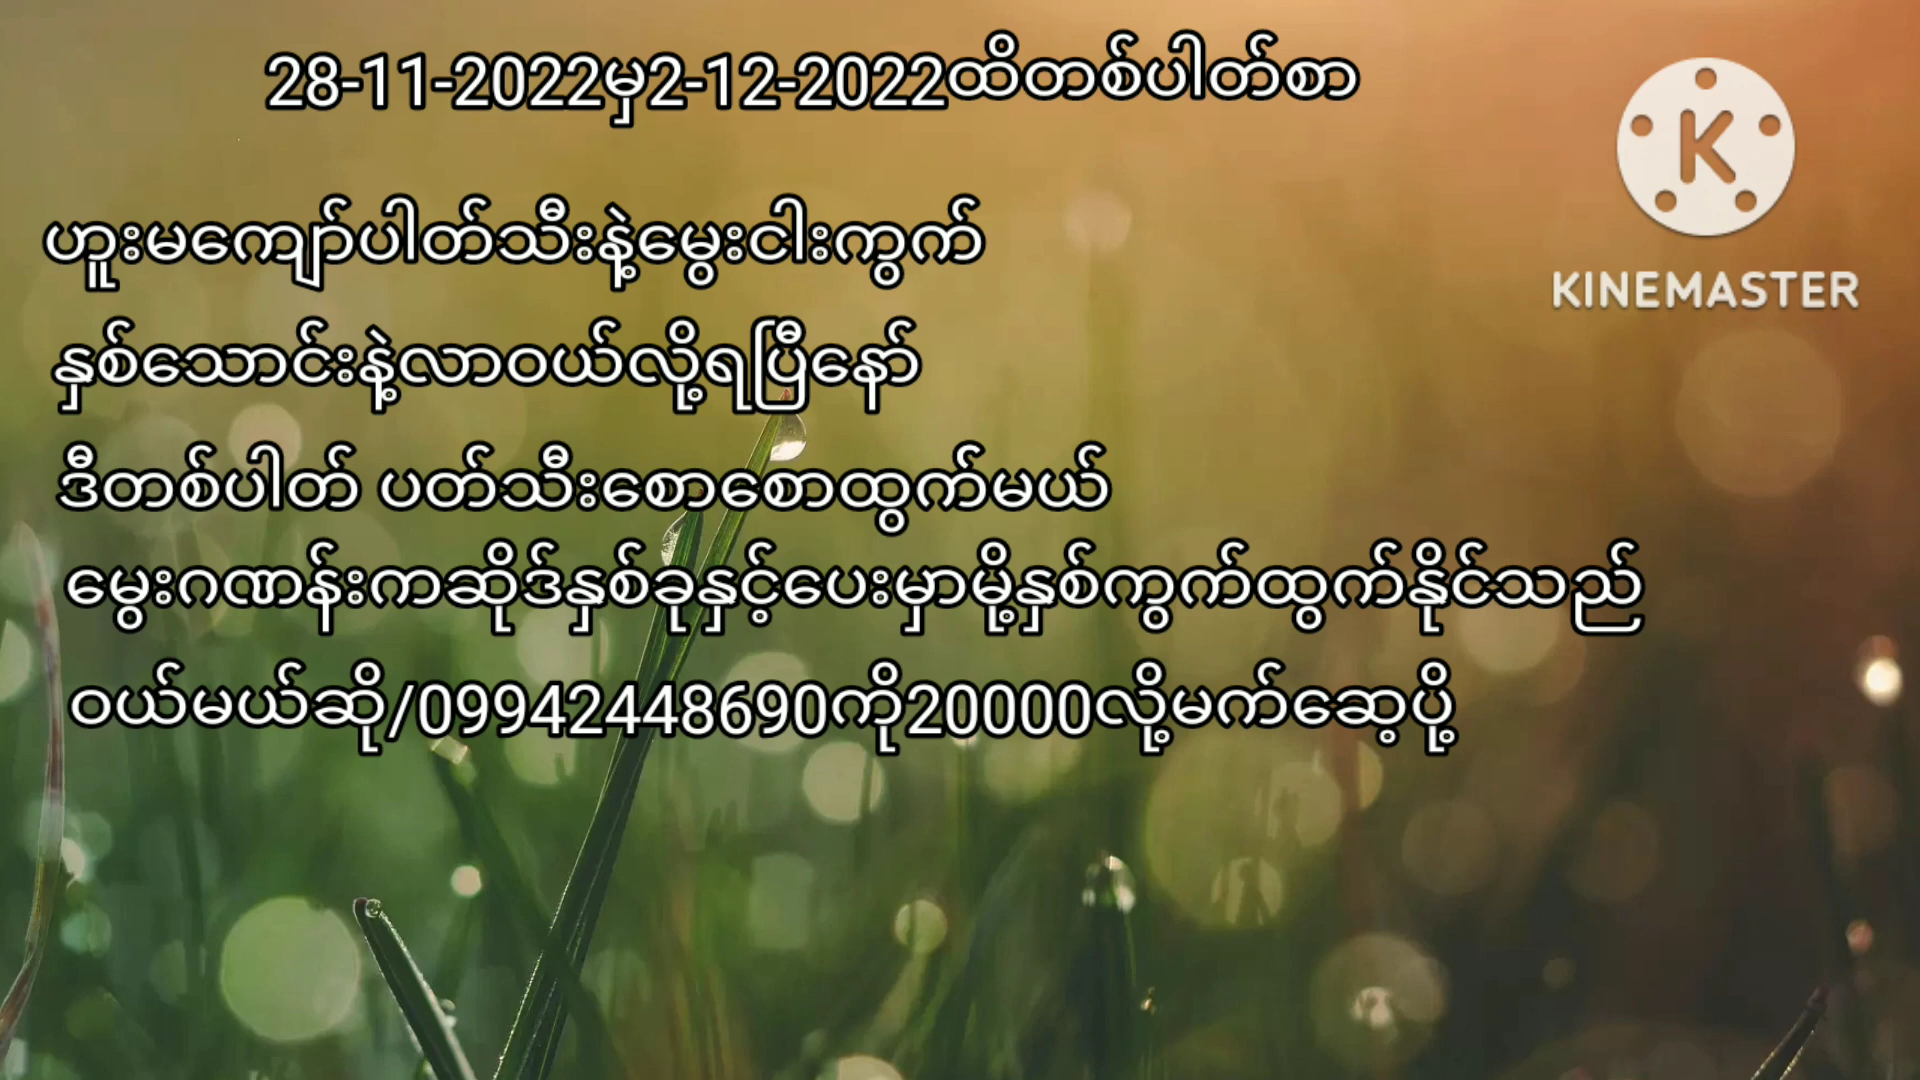 28-11-2022မှ2-12-2022ထိတစ်ပါတ်စာ
ဟူးမကျော်ပါတ်သီးနဲ့မွေးငါးကွက်
နှစ်သောင်းနဲ့လာဝယ်လို့ရပြီနော်
ဒီတစ်ပါတ် ပတ်သီးစောစောထွက်မယ်
မွေးဂဏန်းကဆိုဒ်နှစ်ခုနှင့်ပေးမှာမို့နှစ်ကွက်ထွက်နိုင်သည်
ဝယ်မယ်ဆို/09942448690ကို20000လို့မက်ဆေ့ပို့
K
KINEMASTER